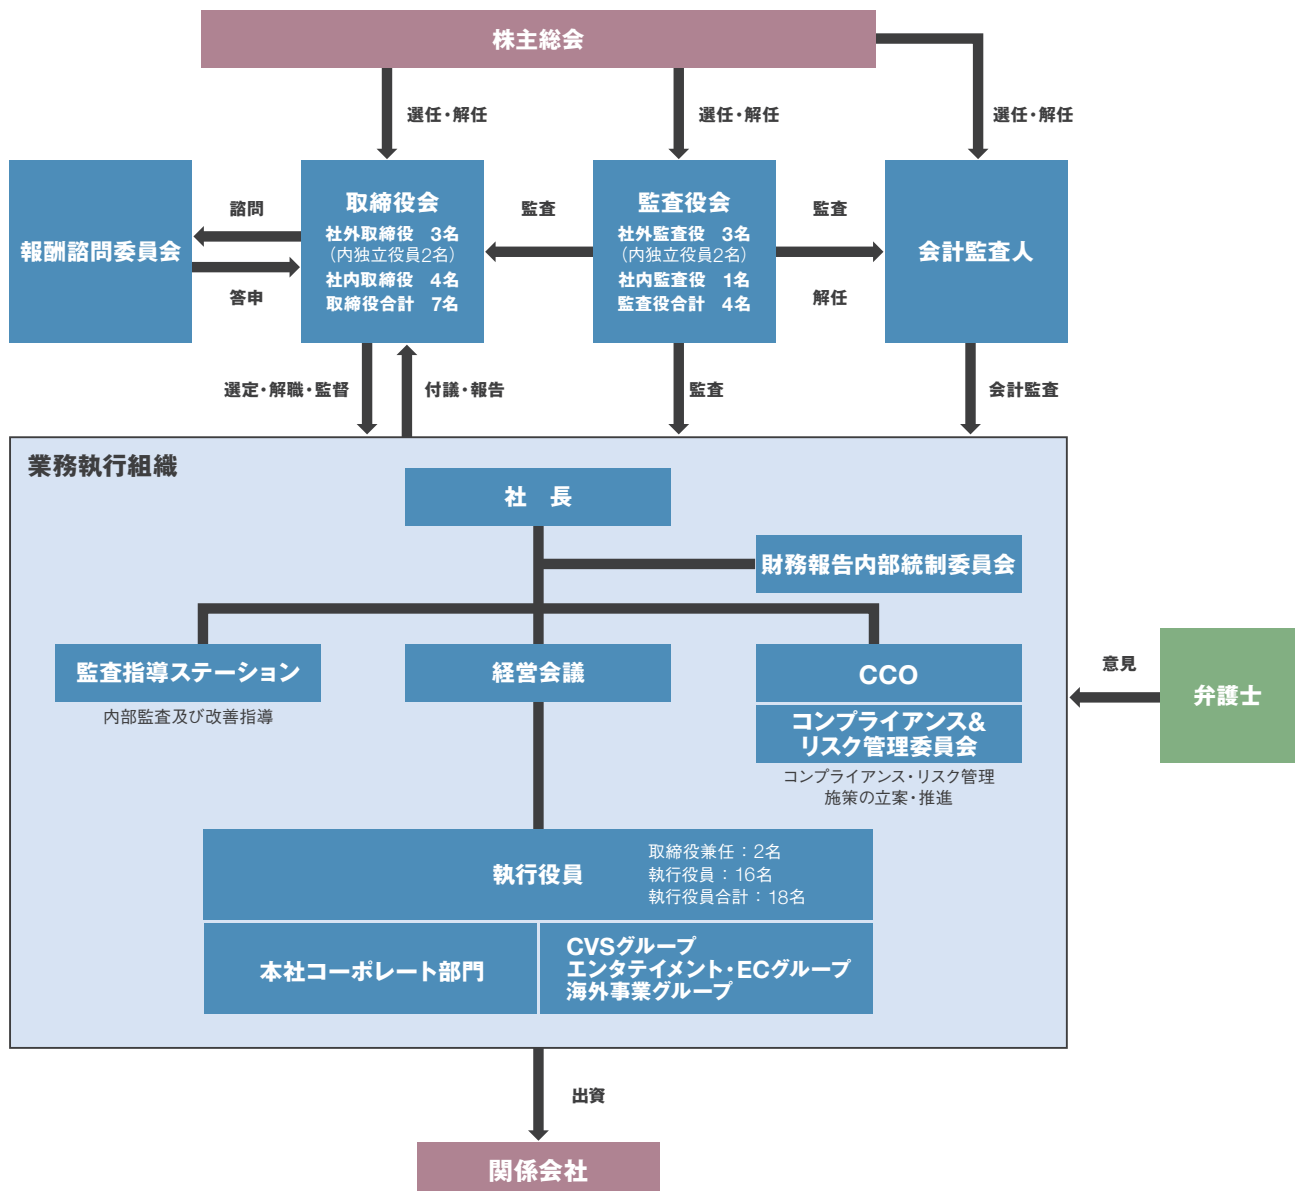 株主総会
選任・解任
選任・解任
選任・解任
報酬諮問委員会
諮問
答申
取締役会
社外取締役　3名
（内独立役員2名）
社内取締役　4名
取締役合計　7名
監査
監査役会
社外監査役　3名
（内独立役員2名）
社内監査役　1名
監査役合計　4名
監査
解任
会計監査人
選定・解職・監督
付議・報告
監査
会計監査
業務執行組織
社　長
財務報告内部統制委員会
監査指導ステーション
内部監査及び改善指導
経営会議
CCO
コンプライアンス&
リスク管理委員会
コンプライアンス・リスク管理
施策の立案・推進
意見
弁護士
執行役員
取締役兼任：2名
執行役員：16名
執行役員合計：18名
本社コーポレート部門
CVSグループ
エンタテイメント・ECグループ
海外事業グループ
出資
関係会社